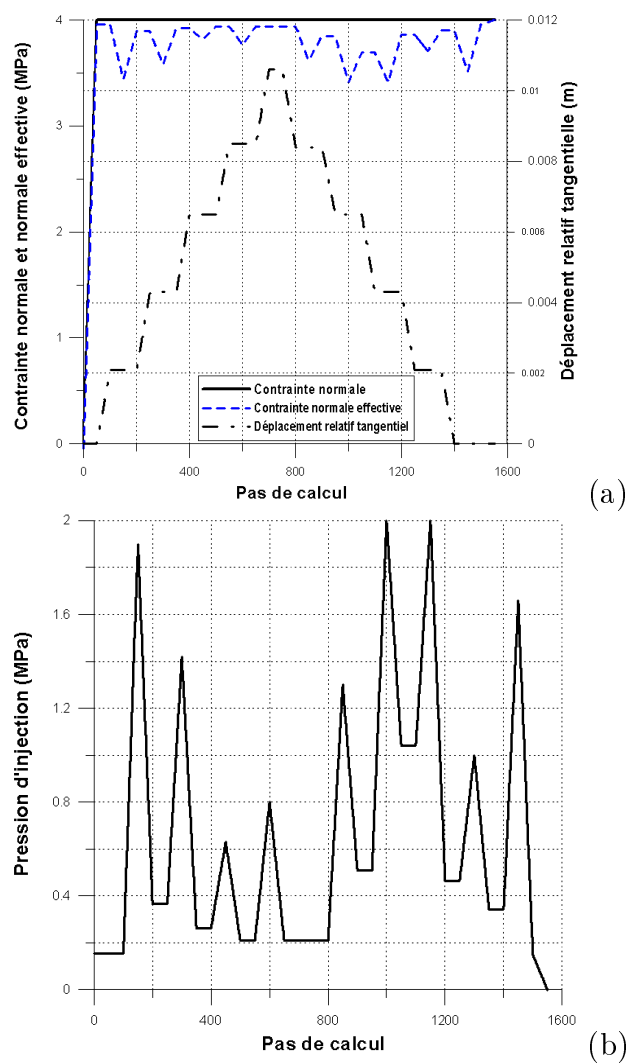 4
3
2
1
0
0.012
0.01
0.008
0.006
0.004
0.002
0
Contrainte normale et normale effective (MPa)
Déplacement relatif tangentielle (m)
Contrainte normale
Contrainte normale effective
Déplacement relatif tangentiel
0 400 800 1200 1600
Pas de calcul
(a)
2
1.6
1.2
0.8
0.4
0
Pression d'injection (MPa)
0 400 800 1200 1600
Pas de calcul
(b)